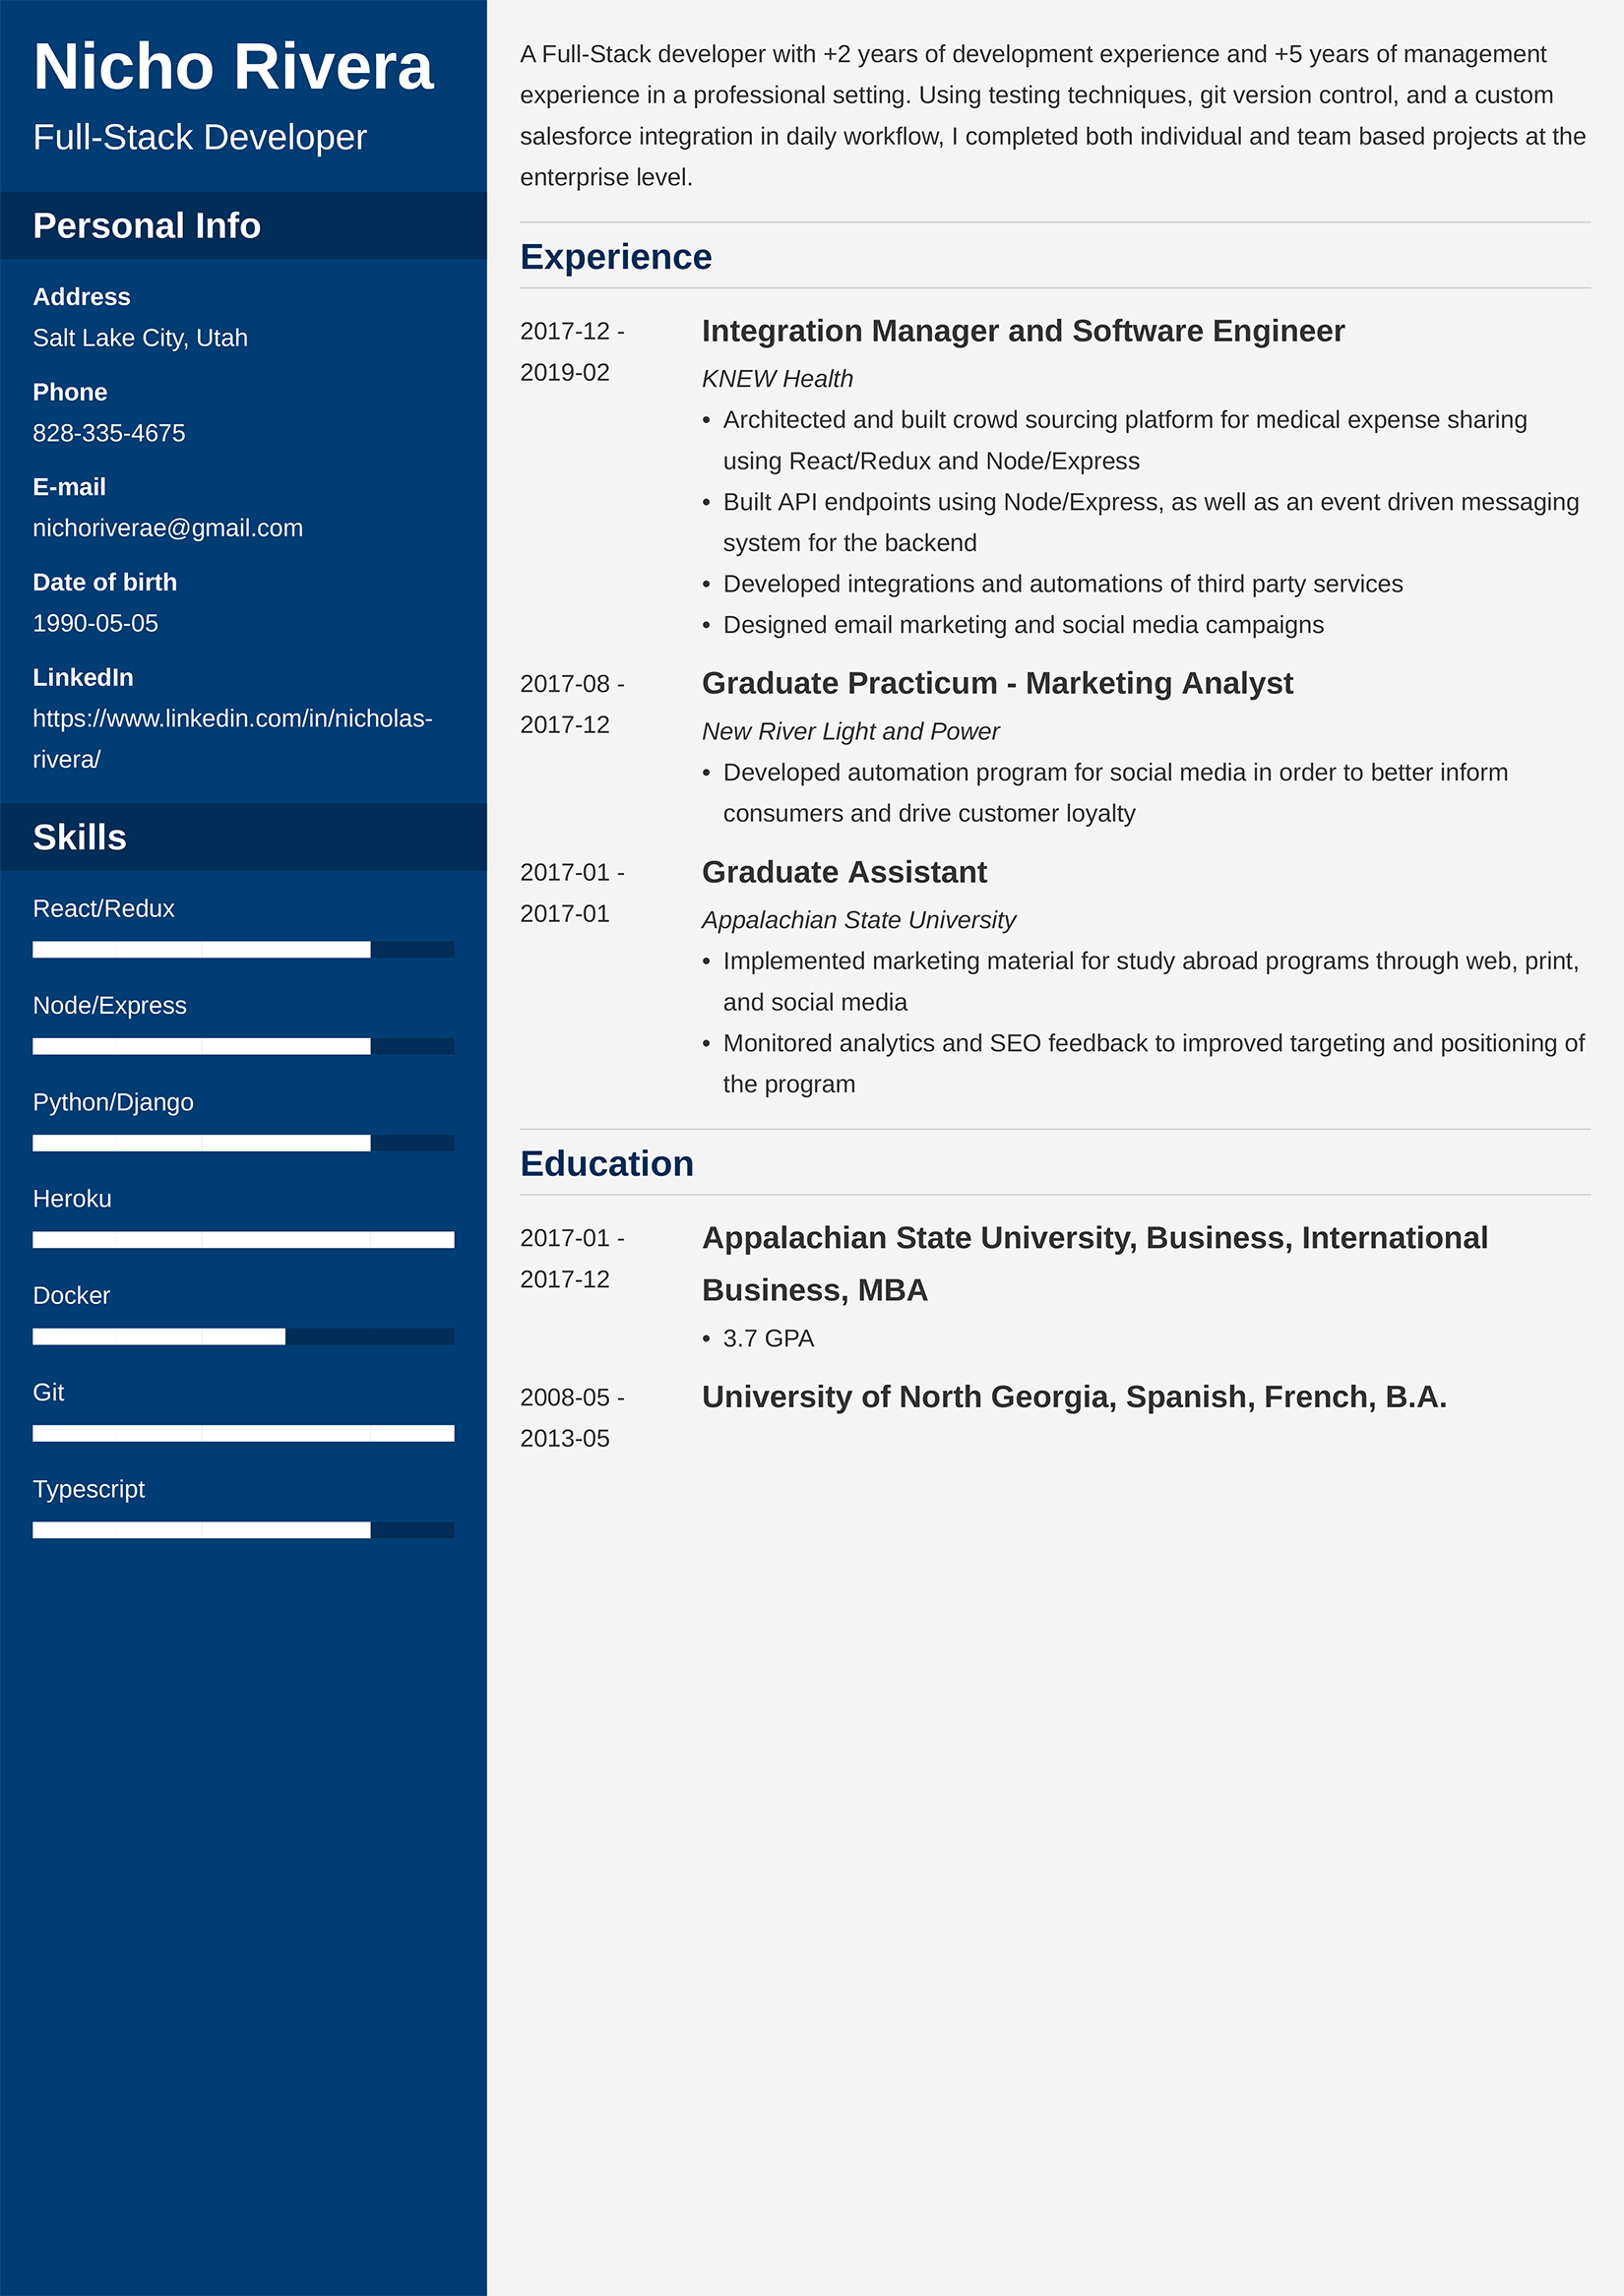 Nicho Rivera
Full-Stack Developer
Personal Info
Address
Salt Lake City, Utah
Phone
828-335-4675
E-mail
nichoriverae@gmail.com
Date of birth
1990-05-05
LinkedIn
https://www.linkedin.com/in/nicholas-
rivera/
Skills
React/Redux
Node/Express
Python/Django
Heroku
Docker
Git
Typescript
A Full-Stack developer with +2 years of development experience and +5 years of management
experience in a professional setting. Using testing techniques, git version control, and a custom
salesforce integration in daily workflow, I completed both individual and team based projects at the
enterprise level.
Experience
2017-12 -
2019-02
Integration Manager and Software Engineer
KNEW Health
• Architected and built crowd sourcing platform for medical expense sharing
using React/Redux and Node/Express
• Built API endpoints using Node/Express, as well as an event driven messaging
system for the backend
• Developed integrations and automations of third party services
• Designed email marketing and social media campaigns
2017-08 -
2017-12
Graduate Practicum - Marketing Analyst
New River Light and Power
• Developed automation program for social media in order to better inform
consumers and drive customer loyalty
2017-01 -
2017-01
Graduate Assistant
Appalachian State University
• Implemented marketing material for study abroad programs through web, print,
and social media
• Monitored analytics and SEO feedback to improved targeting and positioning of
the program
Education
2017-01 -
2017-12
Appalachian State University, Business, International
Business, MBA
• 3.7 GPA
2008-05 -
2013-05
University of North Georgia, Spanish, French, B.A.